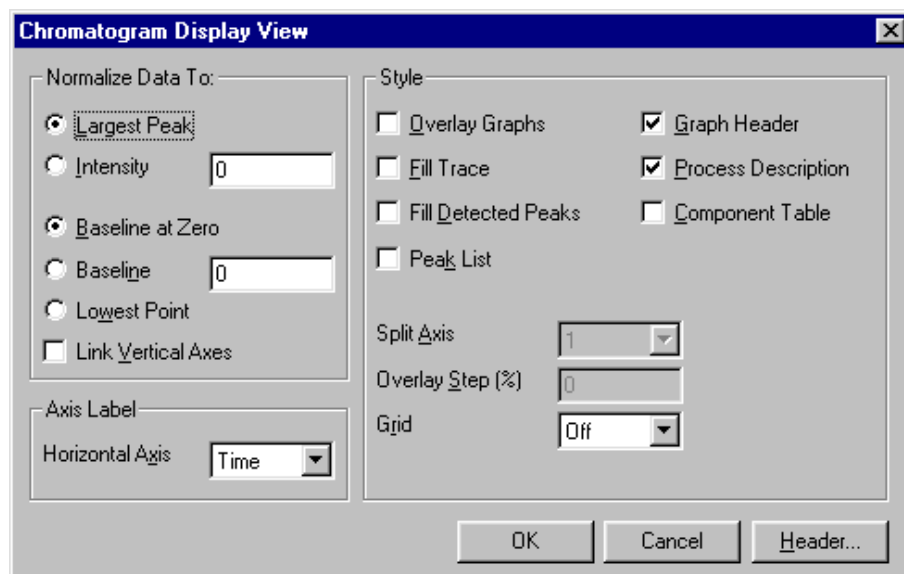 Chromatogram Display View
Normalize Data To:
Largest Peak
Intensity 0
Baseline at Zero
Baseline 0
Lowest Point
Link Vertical Axes
Axis Label
Horizontal Axis Time
Style
Overlay Graphs Graph Header
Fill Trace Process Description
Fill Detected Peaks Component Table
Peak List
Split Axis 1
Overlay Step (%) 0
Grid Off
OK Cancel Header...